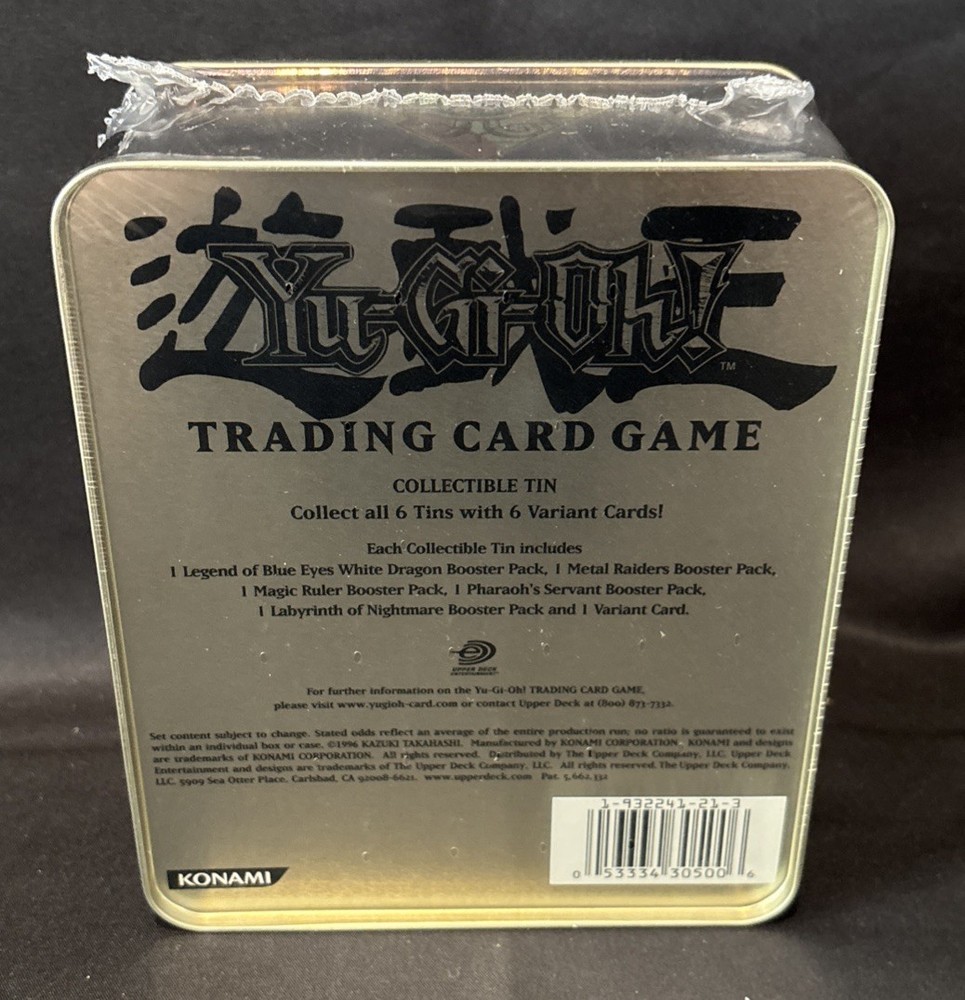 遊戯王
Yu-Gi-Oh!
TM
TRADING CARD GAME
COLLECTIBLE TIN
Collect all 6 Tins with 6 Variant Cards!
Each Collectible Tin includes
1 Legend of Blue Eyes White Dragon Booster Pack, 1 Metal Raiders Booster Pack,
1 Magic Ruler Booster Pack, 1 Pharaoh's Servant Booster Pack,
1 Labyrinth of Nightmare Booster Pack and 1 Variant Card.
UPPER DECK
ENTERTAINMENT
For further information on the Yu-Gi-Oh! TRADING CARD GAME,
please visit www.yugioh-card.com or contact Upper Deck at (800) 873-7332.
Set content subject to change. Stated odds reflect an average of the entire production run; no ratio is guaranteed to exist
within an individual box or case. ©1996 KAZUKI TAKAHASHI. Manufactured by KONAMI CORPORATION. KONAMI and designs
are trademarks of KONAMI CORPORATION. All rights reserved. Distributed by The Upper Deck Company, LLC. Upper Deck
Entertainment and designs are trademarks of The Upper Deck Company, LLC. All rights reserved. The Upper Deck Company,
LLC. 5909 Sea Otter Place, Carlsbad, CA 92008-6621. www.upperdeck.com Pat. 5,662,332
1-932241-21-3
0 53334 30500 6
KONAMI